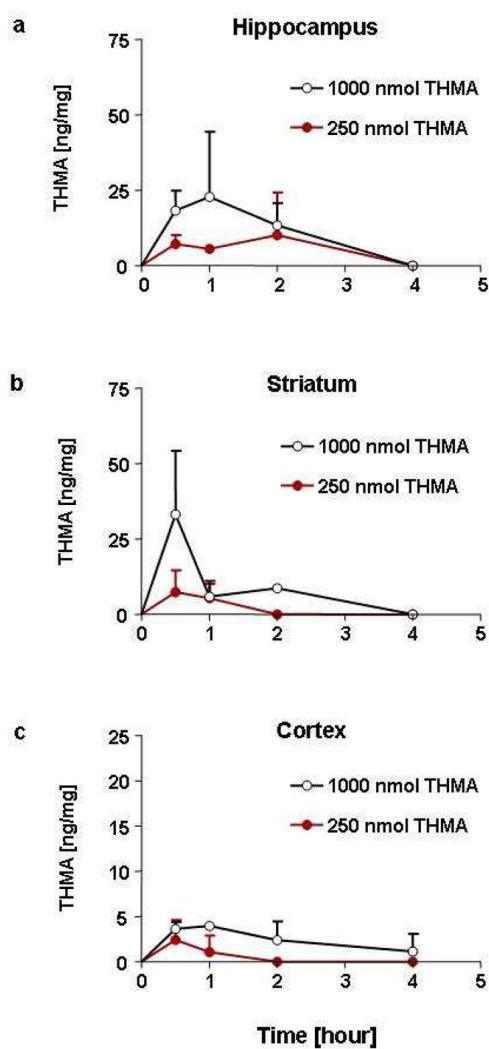 a
Hippocampus
THMA [ng/mg]
75
50
25
0
1000 nmol THMA
250 nmol THMA
0 1 2 3 4 5
b
Striatum
THMA [ng/mg]
75
50
25
0
1000 nmol THMA
250 nmol THMA
0 1 2 3 4 5
c
Cortex
THMA [ng/mg]
25
20
15
10
5
0
1000 nmol THMA
250 nmol THMA
0 1 2 3 4 5
Time [hour]